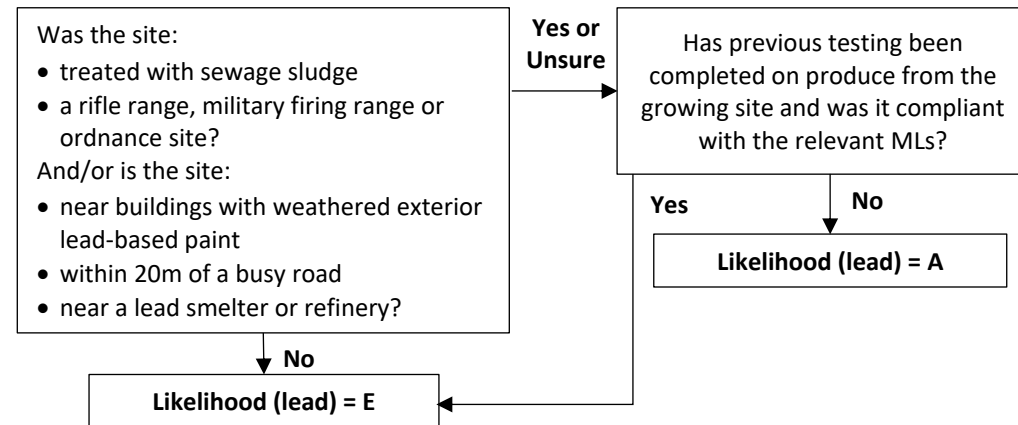 Was the site:
• treated with sewage sludge
• a rifle range, military firing range or
ordnance site?
And/or is the site:
• near buildings with weathered exterior
lead-based paint
• within 20m of a busy road
• near a lead smelter or refinery?
Yes or
Unsure
Has previous testing been
completed on produce from the
growing site and was it compliant
with the relevant MLs?
Yes
No
Likelihood (lead) = A
No
Likelihood (lead) = E